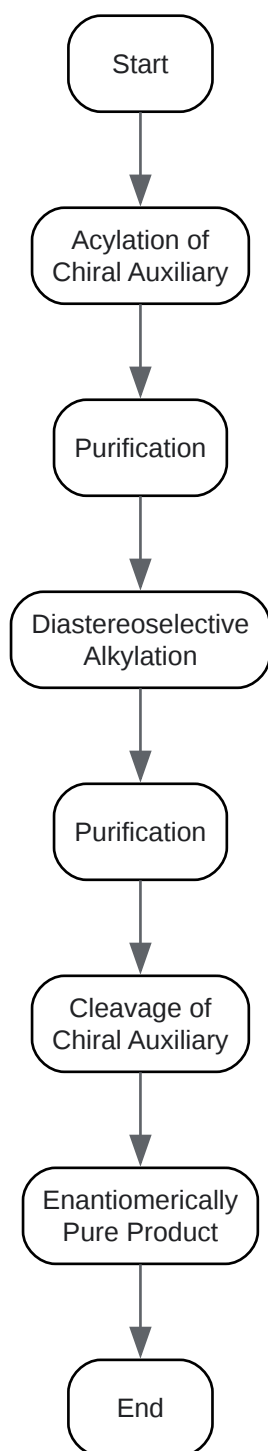 Start
Acylation of
Chiral Auxiliary
Purification
Diastereoselective
Alkylation
Purification
Cleavage of
Chiral Auxiliary
Enantiomerically
Pure Product
End